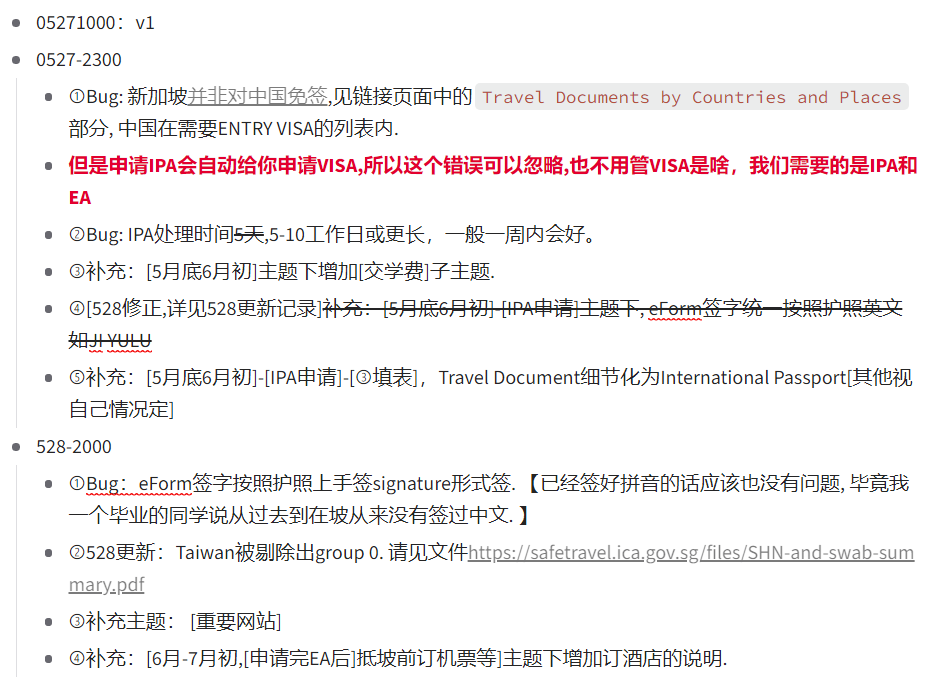 05271000：v1
0527-2300
①Bug: 新加坡并非对中国免签,见链接页面中的 Travel Documents by Countries and Places
部分, 中国在需要ENTRY VISA的列表内.
但是申请IPA会自动给你申请VISA,所以这个错误可以忽略,也不用管VISA是啥，我们需要的是IPA和
EA
②Bug: IPA处理时间5天,5-10工作日或更长，一般一周内会好。
③补充：[5月底6月初]主题下增加[交学费]子主题.
④[528修正,详见528更新记录]补充：[5月底6月初]-[IPA申请]主题下, eForm签字统一按照护照英文
如JI YULU
⑤补充：[5月底6月初]-[IPA申请]-[③填表]，Travel Document细节化为International Passport[其他视
自己情况定]
528-2000
①Bug：eForm签字按照护照上手签signature形式签. 【已经签好拼音的话应该也没有问题, 毕竟我
一个毕业的同学说从过去到在坡从来没有签过中文. 】
②528更新：Taiwan被剔除出group 0. 请见文件https://safetravel.ica.gov.sg/files/SHN-and-swab-sum
mary.pdf
③补充主题： [重要网站]
④补充：[6月-7月初,[申请完EA后]抵坡前订机票等]主题下增加订酒店的说明.